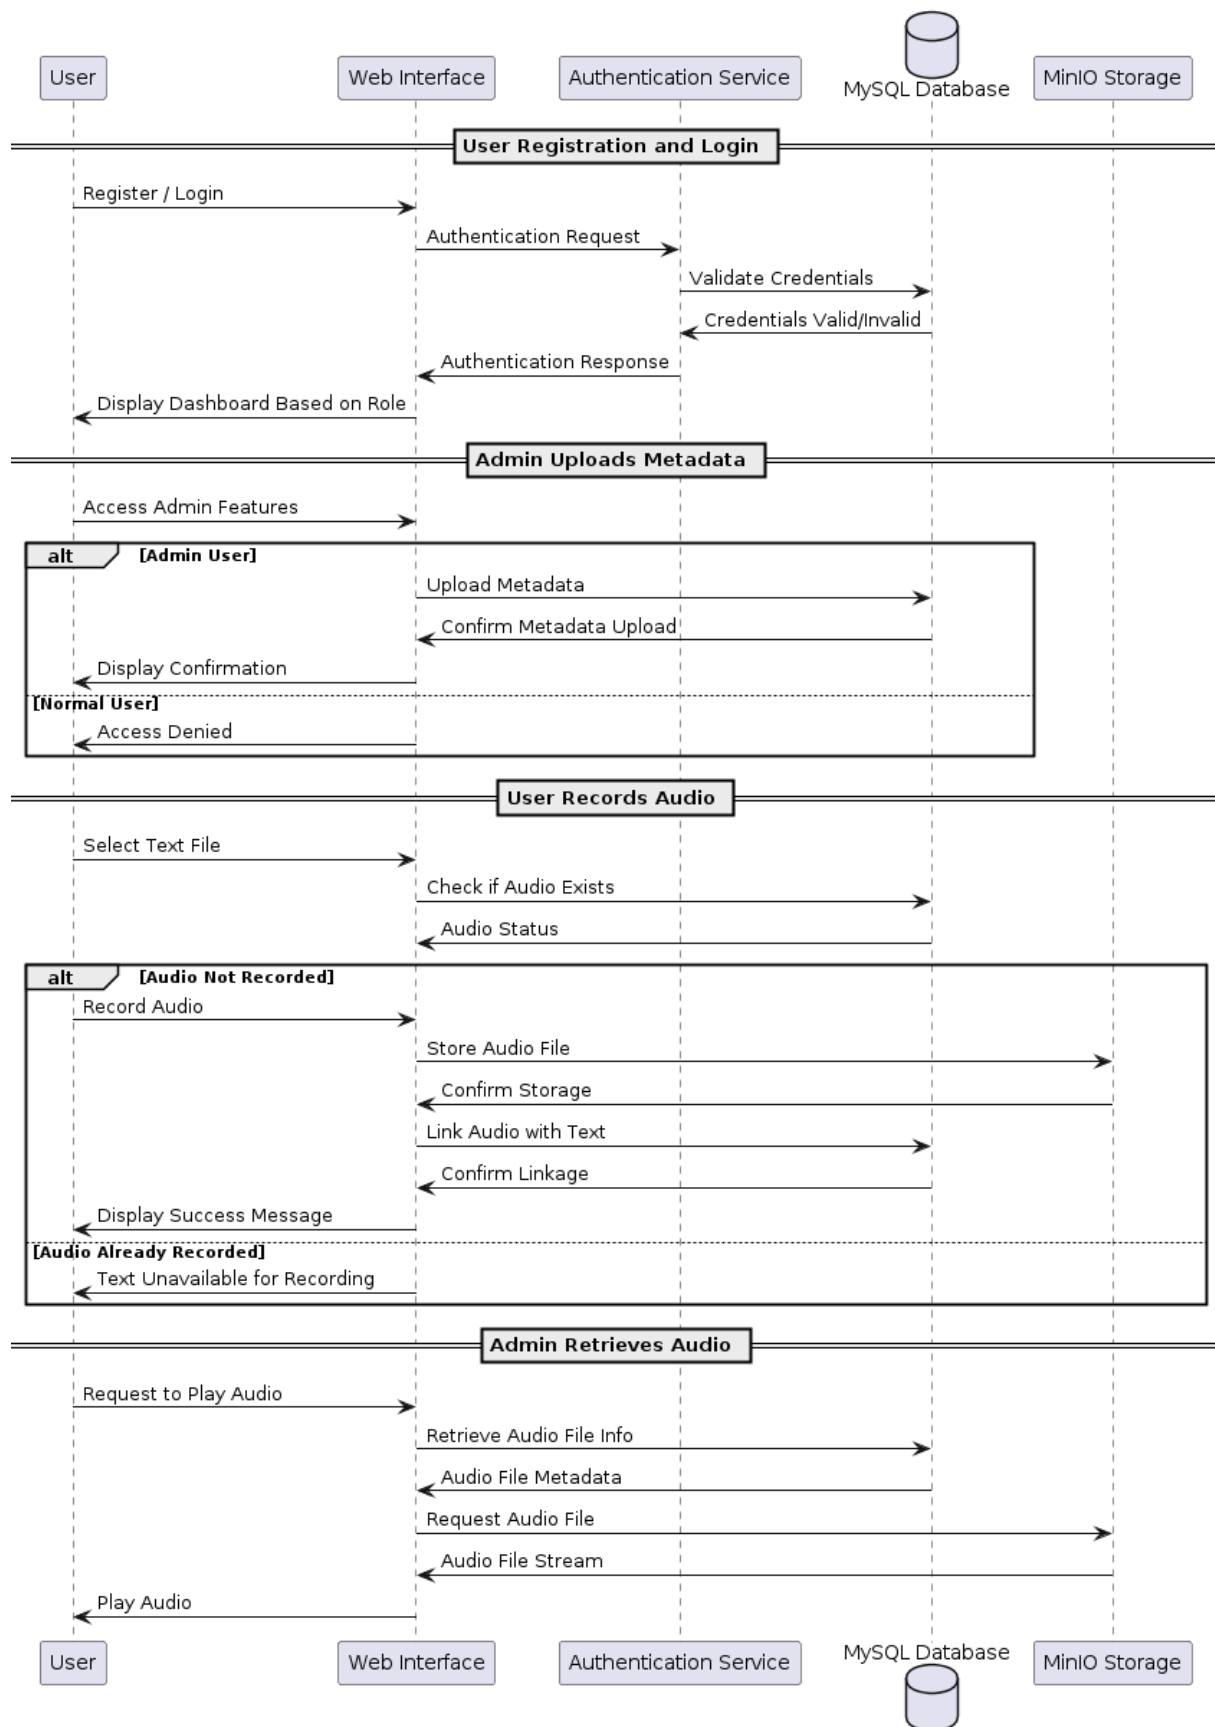 User
Web Interface
Authentication Service
MySQL Database
MinIO Storage
User Registration and Login
Register / Login
Authentication Request
Validate Credentials
Credentials Valid/Invalid
Authentication Response
Display Dashboard Based on Role
Admin Uploads Metadata
Access Admin Features
alt
[Admin User]
Upload Metadata
Confirm Metadata Upload
Display Confirmation
[Normal User]
Access Denied
User Records Audio
Select Text File
Check if Audio Exists
Audio Status
alt
[Audio Not Recorded]
Record Audio
Store Audio File
Confirm Storage
Link Audio with Text
Confirm Linkage
Display Success Message
[Audio Already Recorded]
Text Unavailable for Recording
Admin Retrieves Audio
Request to Play Audio
Retrieve Audio File Info
Audio File Metadata
Request Audio File
Audio File Stream
Play Audio
User
Web Interface
Authentication Service
MySQL Database
MinIO Storage